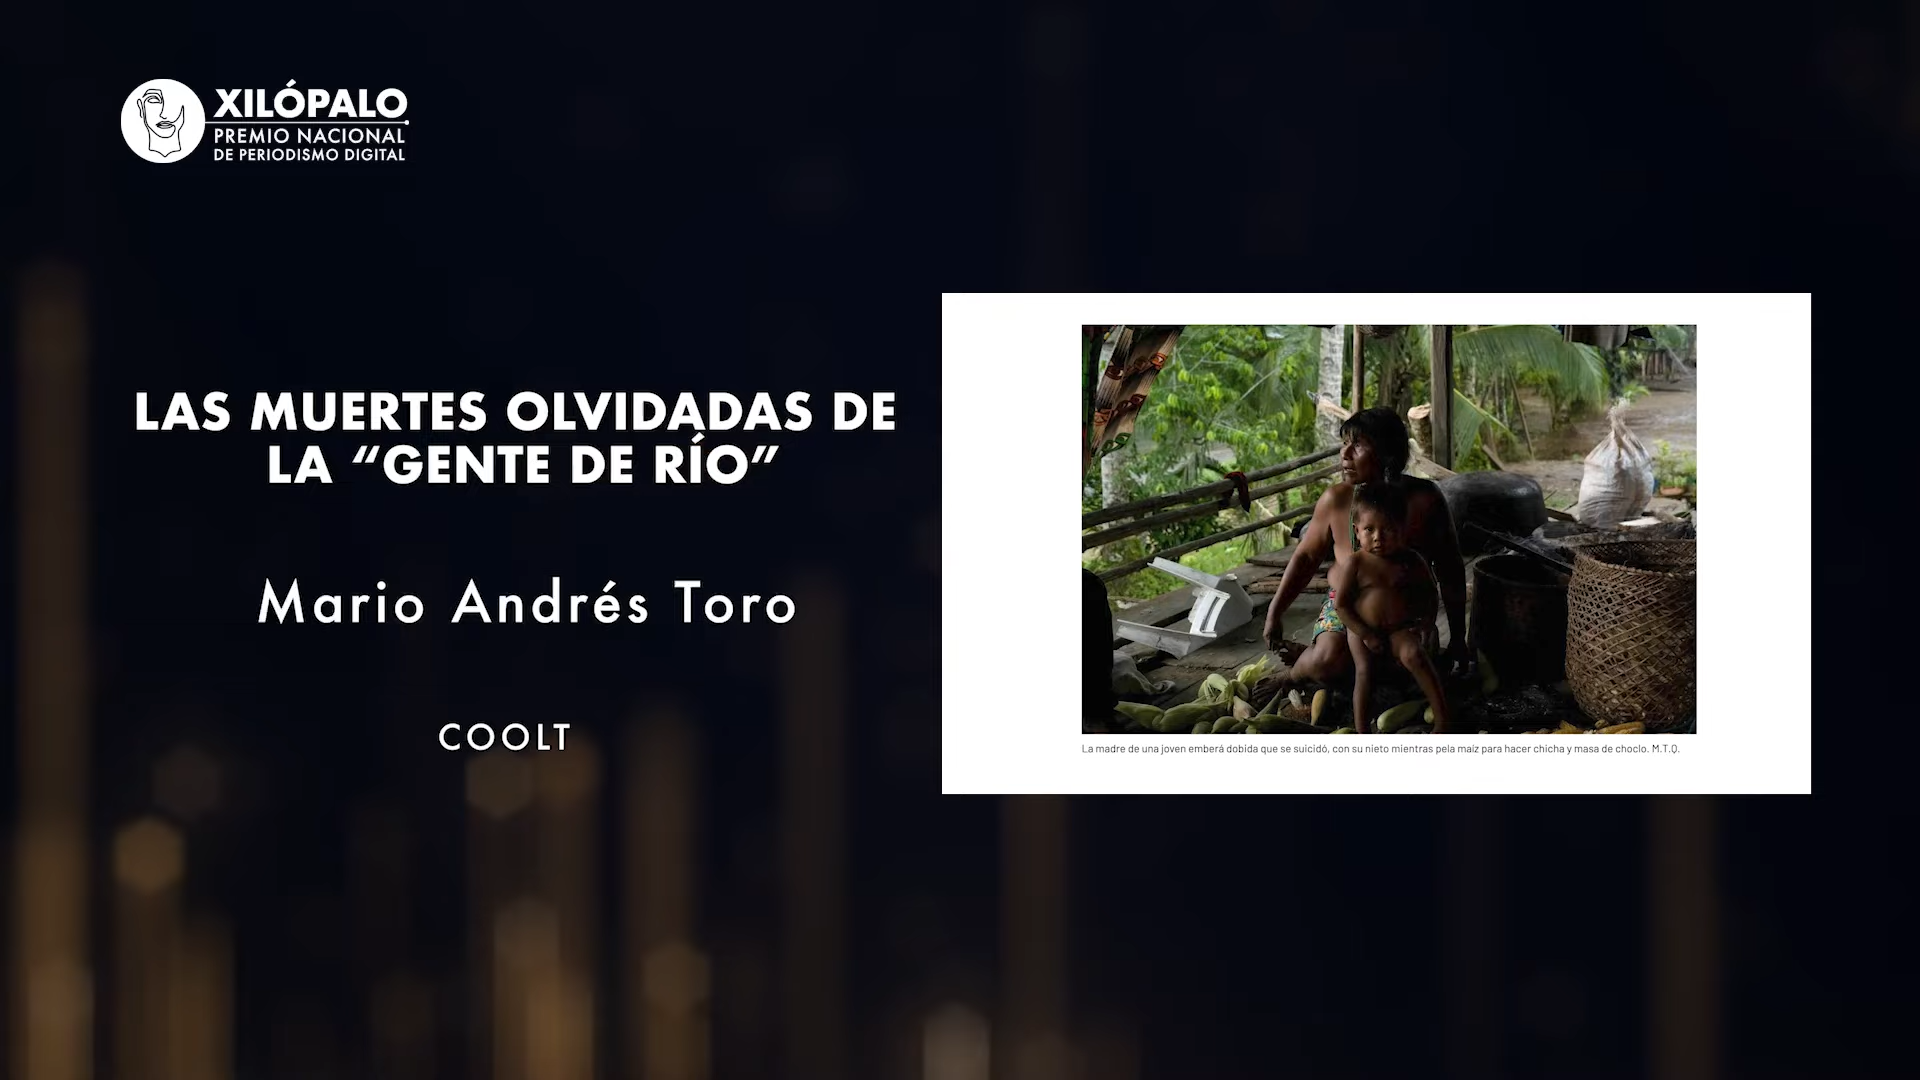 XILÓPALO
PREMIO NACIONAL
DE PERIODISMO DIGITAL
LAS MUERTES OLVIDADAS DE
LA “GENTE DE RÍO”
Mario Andrés Toro
COOLT
La madre de una joven emberá dobida que se suicidó, con su nieto mientras pela maíz para hacer chicha y masa de choclo. M.T.Q.